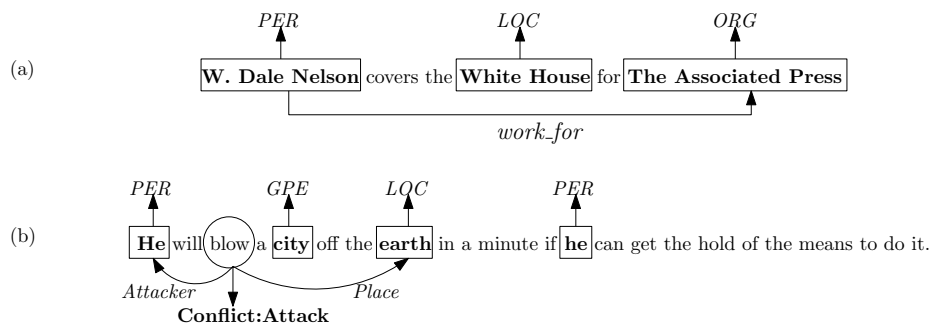 PER LOC ORG
(a) W. Dale Nelson covers the White House for The Associated Press
work_for
PER GPE LOC PER
(b) He will blow a city off the earth in a minute if he can get the hold of the means to do it.
Attacker Place
Conflict:Attack